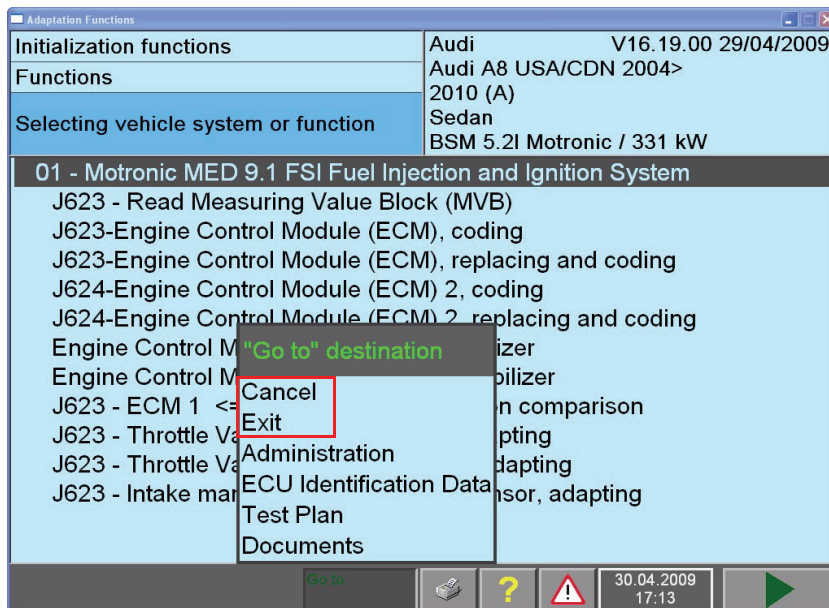 Adaptation Functions
Initialization functions
Functions
Selecting vehicle system or function
Audi V16.19.00 29/04/2009
Audi A8 USA/CDN 2004>
2010 (A)
Sedan
BSM 5.2l Motronic / 331 kW
01 - Motronic MED 9.1 FSI Fuel Injection and Ignition System
J623 - Read Measuring Value Block (MVB)
J623-Engine Control Module (ECM), coding
J623-Engine Control Module (ECM), replacing and coding
J624-Engine Control Module (ECM) 2, coding
J624-Engine Control Module (ECM) 2, replacing and coding
Engine Control M izer
Engine Control M bilizer
J623 - ECM 1 <= n comparison
J623 - Throttle Va pting
J623 - Throttle Va dapting
J623 - Intake mar nsor, adapting
"Go to" destination
Cancel
Exit
Administration
ECU Identification Data
Test Plan
Documents
Go to
?
30.04.2009
17:13